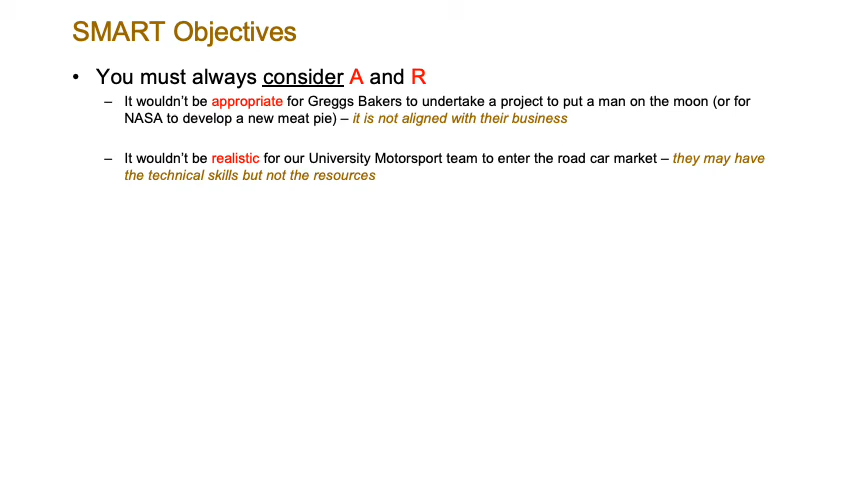 SMART Objectives
• You must always consider A and R
– It wouldn’t be appropriate for Greggs Bakers to undertake a project to put a man on the moon (or for
NASA to develop a new meat pie) – it is not aligned with their business
– It wouldn’t be realistic for our University Motorsport team to enter the road car market – they may have
the technical skills but not the resources